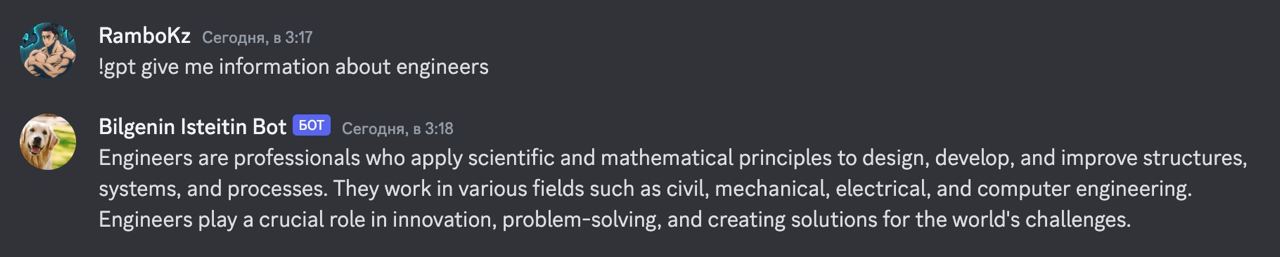 RamboKz Сегодня, в 3:17
!gpt give me information about engineers
Bilgenin Isteitin Bot БОТ Сегодня, в 3:18
Engineers are professionals who apply scientific and mathematical principles to design, develop, and improve structures,
systems, and processes. They work in various fields such as civil, mechanical, electrical, and computer engineering.
Engineers play a crucial role in innovation, problem-solving, and creating solutions for the world's challenges.